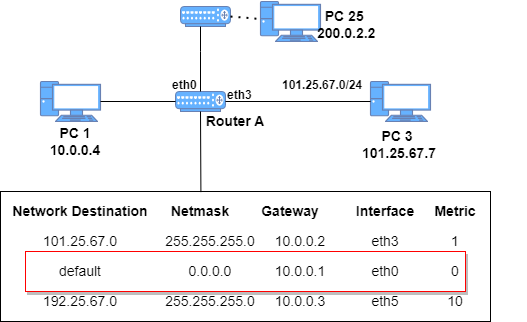 PC 25
200.0.2.2
eth0
eth3
101.25.67.0/24
Router A
PC 1
10.0.0.4
PC 3
101.25.67.7
Network Destination Netmask Gateway Interface Metric
101.25.67.0 255.255.255.0 10.0.0.2 eth3 1
default 0.0.0.0 10.0.0.1 eth0 0
192.25.67.0 255.255.255.0 10.0.0.3 eth5 10